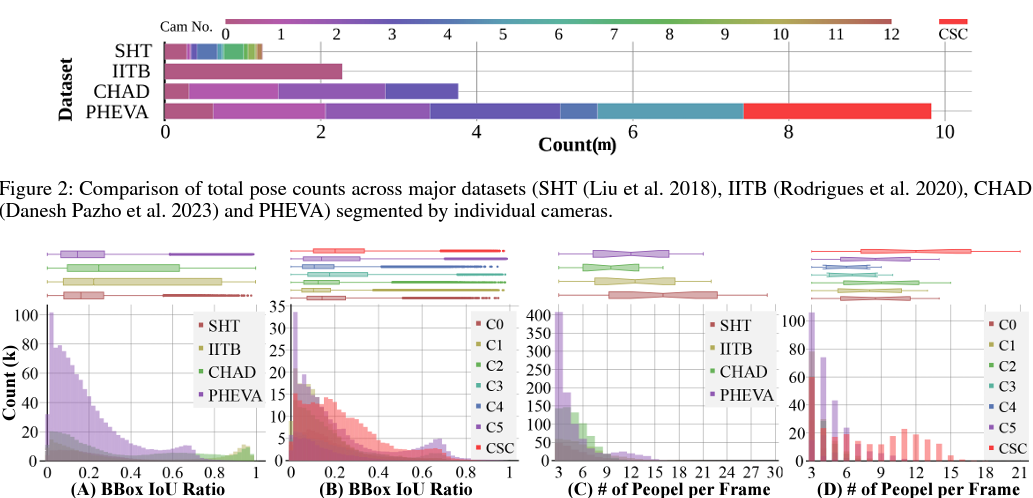 Cam No.
0 1 2 3 4 5 6 7 8 9 10 11 12 CSC
Dataset
SHT
IITB
CHAD
PHEVA
0 2 4 6 8 10
Count(m)
Figure 2: Comparison of total pose counts across major datasets (SHT (Liu et al. 2018), IITB (Rodrigues et al. 2020), CHAD
(Danesh Pazho et al. 2023) and PHEVA) segmented by individual cameras.
Count (k)
100
80
60
40
20
0
SHT
IITB
CHAD
PHEVA
0 0.2 0.4 0.6 0.8 1
(A) BBox IoU Ratio
35
30
25
20
15
10
5
0
C0
C1
C2
C3
C4
C5
CSC
0 0.2 0.4 0.6 0.8 1
(B) BBox IoU Ratio
400
350
300
250
200
150
100
50
0
SHT
IITB
CHAD
PHEVA
3 6 9 12 15 18 21 24 27 30
(C) # of Peopel per Frame
100
80
60
40
20
0
C0
C1
C2
C3
C4
C5
CSC
3 6 9 12 15 18 21
(D) # of Peopel per Frame